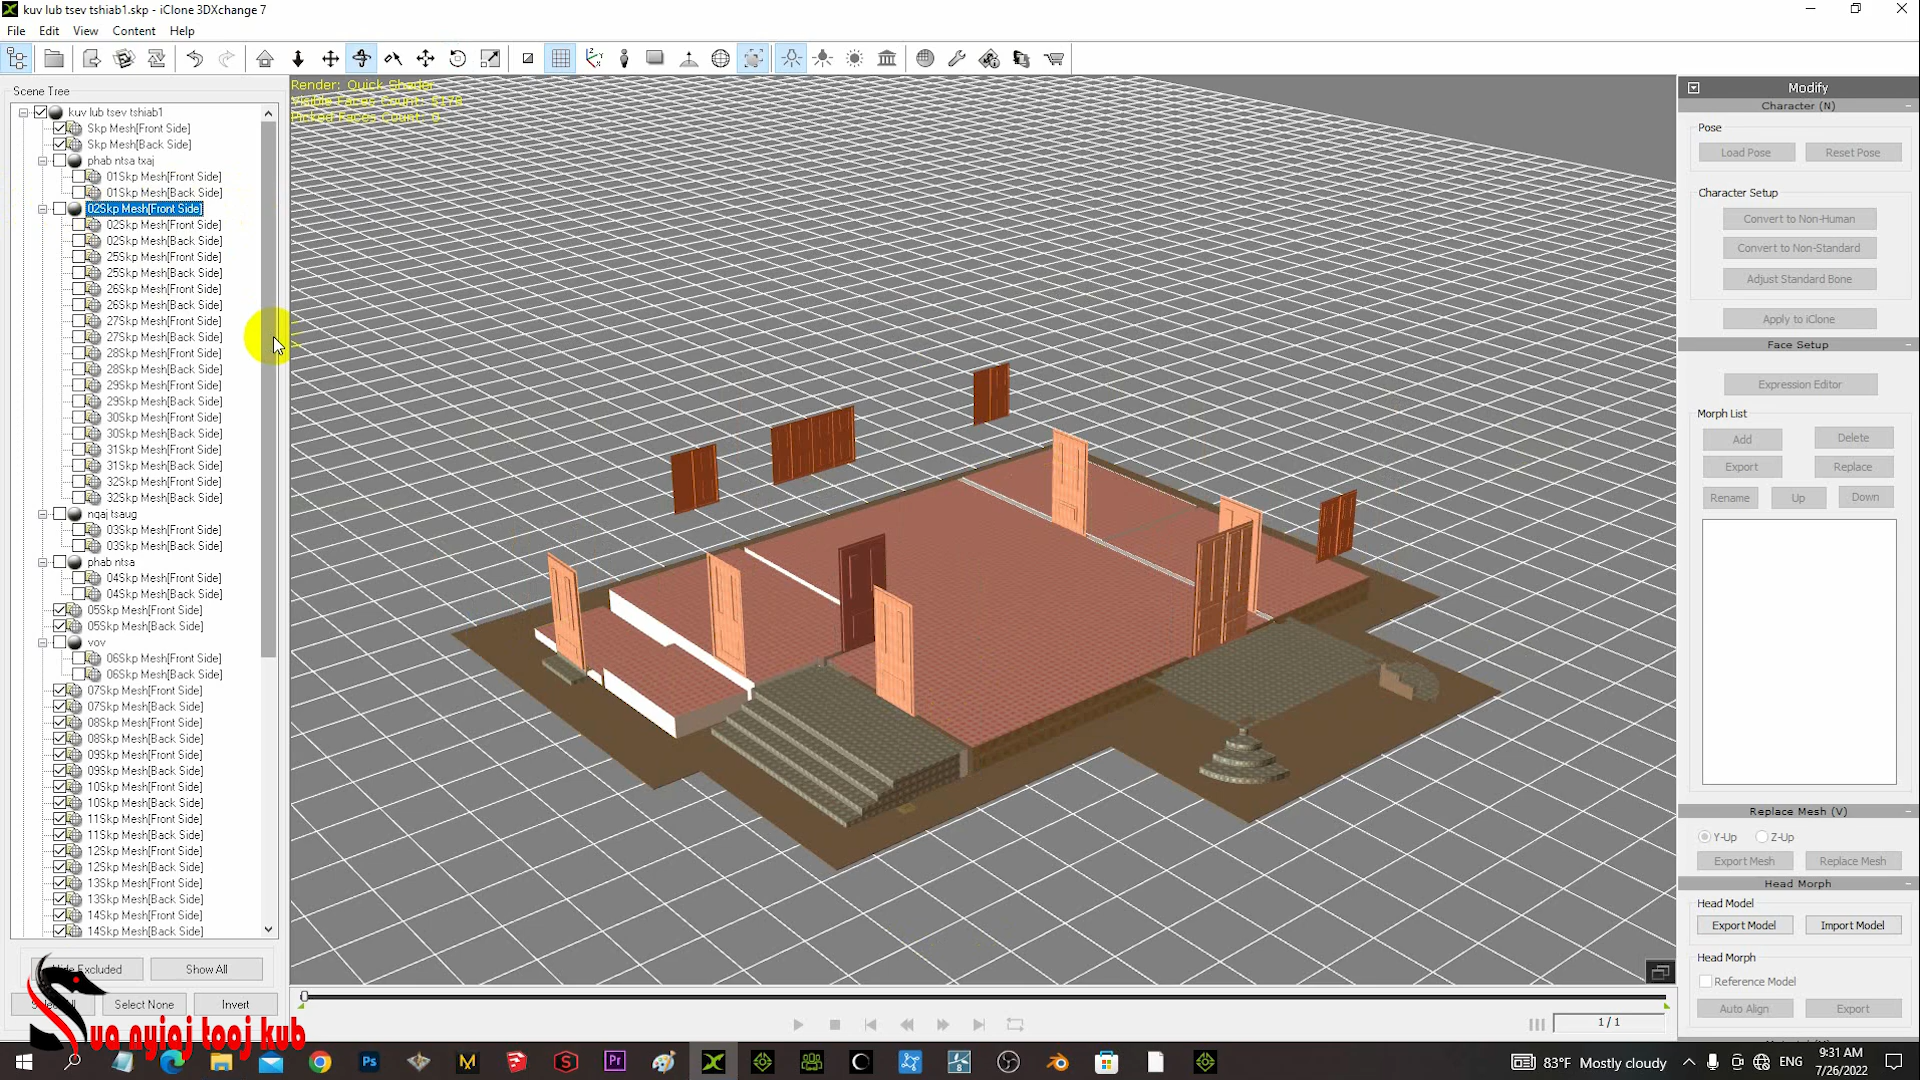 kuv lub tsev tshiab1.skp - iClone 3DXchange 7
File Edit View Content Help
Scene Tree
kuv lub tsev tshiab1
Skp Mesh[Front Side]
Skp Mesh[Back Side]
phab ntsa txaj
01Skp Mesh[Front Side]
01Skp Mesh[Back Side]
02Skp Mesh[Front Side]
02Skp Mesh[Front Side]
02Skp Mesh[Back Side]
25Skp Mesh[Front Side]
25Skp Mesh[Back Side]
26Skp Mesh[Front Side]
26Skp Mesh[Back Side]
27Skp Mesh[Front Side]
27Skp Mesh[Back Side]
28Skp Mesh[Front Side]
28Skp Mesh[Back Side]
29Skp Mesh[Front Side]
29Skp Mesh[Back Side]
30Skp Mesh[Front Side]
30Skp Mesh[Back Side]
31Skp Mesh[Front Side]
31Skp Mesh[Back Side]
32Skp Mesh[Front Side]
32Skp Mesh[Back Side]
nqaj tsaug
03Skp Mesh[Front Side]
03Skp Mesh[Back Side]
phab ntsa
04Skp Mesh[Front Side]
04Skp Mesh[Back Side]
05Skp Mesh[Front Side]
05Skp Mesh[Back Side]
vov
06Skp Mesh[Front Side]
06Skp Mesh[Back Side]
07Skp Mesh[Front Side]
07Skp Mesh[Back Side]
08Skp Mesh[Front Side]
08Skp Mesh[Back Side]
09Skp Mesh[Front Side]
09Skp Mesh[Back Side]
10Skp Mesh[Front Side]
10Skp Mesh[Back Side]
11Skp Mesh[Front Side]
11Skp Mesh[Back Side]
12Skp Mesh[Front Side]
12Skp Mesh[Back Side]
13Skp Mesh[Front Side]
13Skp Mesh[Back Side]
14Skp Mesh[Front Side]
14Skp Mesh[Back Side]
Excluded Show All
Select None Invert
ua nyiaj tooj kub
Render: Quick Shader
Visible Faces Count: 5178
Picked Faces Count: 0
1 / 1
Modify
Character (N)
Pose
Load Pose Reset Pose
Character Setup
Convert to Non-Human
Convert to Non-Standard
Adjust Standard Bone
Apply to iClone
Face Setup
Expression Editor
Morph List
Add Delete
Export Replace
Rename Up Down
Replace Mesh (V)
Y-Up Z-Up
Export Mesh Replace Mesh
Head Morph
Head Model
Export Model Import Model
Head Morph
Reference Model
Auto Align Export
83°F Mostly cloudy ENG
9:31 AM
7/26/2022